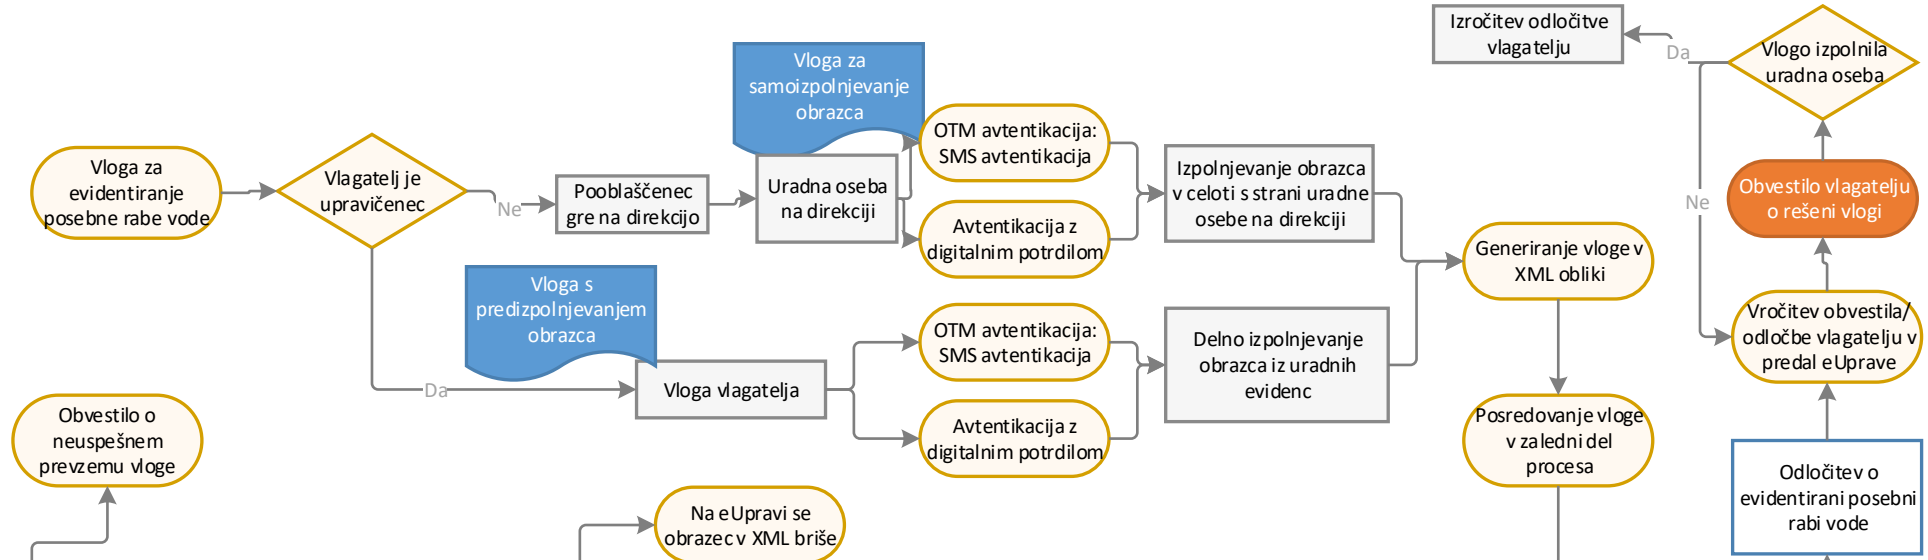 Vloga za
evidentiranje
posebne rabe vode
Vlagatelj je
upravičenec
Ne
Pooblaščenec
gre na direkcijo
Vloga za
samoizpolnjevanje
obrazca
Uradna oseba
na direkciji
OTM avtentikacija:
SMS avtentikacija
Avtentikacija z
digitalnim potrdilom
Izpolnjevanje obrazca
v celoti s strani uradne
osebe na direkciji
Da
Vloga s
predizpolnjevanjem
obrazca
Vloga vlagatelja
OTM avtentikacija:
SMS avtentikacija
Avtentikacija z
digitalnim potrdilom
Delno izpolnjevanje
obrazca iz uradnih
evidenc
Generiranje vloge v
XML obliki
Posredovanje vloge
v zaledni del
procesa
Izročitev odločitve
vlagatelju
Da
Vlogo izpolnila
uradna oseba
Ne
Obvestilo vlagatelju
o rešeni vlogi
Vročitev obvestila/
odločbe vlagatelju v
predal eUprave
Odločitev o
evidentirani posebni
rabi vode
Obvestilo o
neuspešnem
prevzemu vloge
Na eUpravi se
obrazec v XML briše